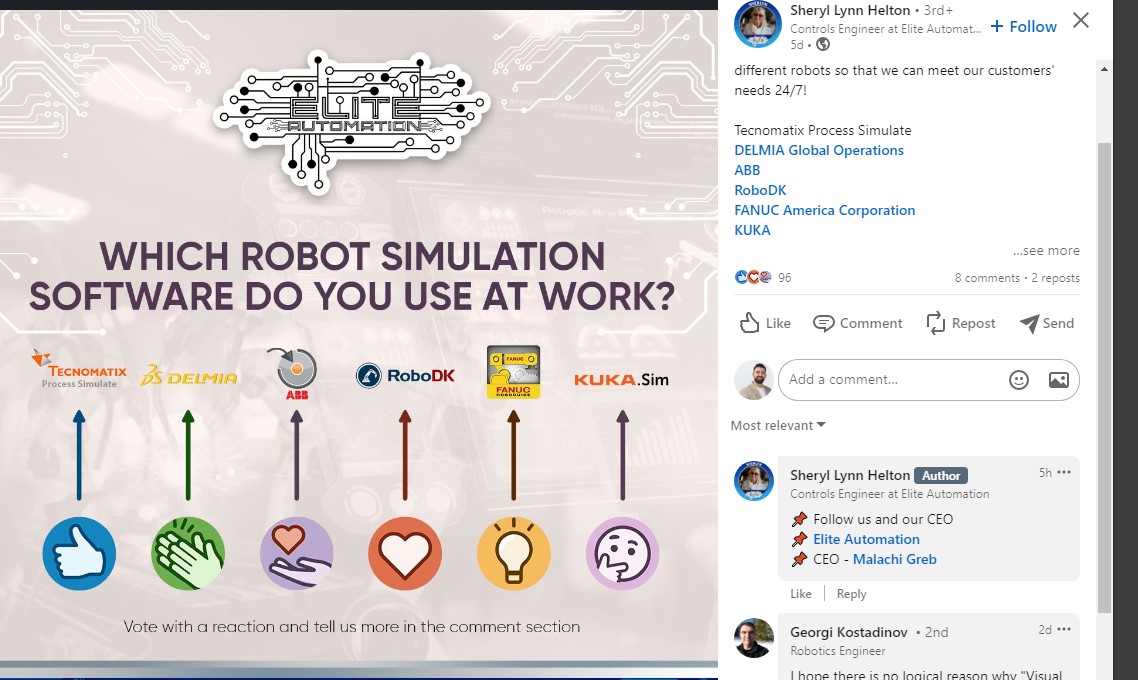 ELITE
AUTOMATION
WHICH ROBOT SIMULATION
SOFTWARE DO YOU USE AT WORK?
TECNOMATIX
Process Simulate
DELMIA
ABB
RoboDK
FANUC
FANUC
ROBOGUIDE
KUKA.Sim
Vote with a reaction and tell us more in the comment section
Sheryl Lynn Helton • 3rd+
Controls Engineer at Elite Automat...
5d •
+ Follow
different robots so that we can meet our customers'
needs 24/7!
Tecnomatix Process Simulate
DELMIA Global Operations
ABB
RoboDK
FANUC America Corporation
KUKA
...see more
96
8 comments • 2 reposts
Like
Comment
Repost
Send
Add a comment...
Most relevant
Sheryl Lynn Helton Author
5h
Controls Engineer at Elite Automation
Follow us and our CEO
Elite Automation
CEO - Malachi Greb
Like
Reply
Georgi Kostadinov • 2nd
2d
Robotics Engineer
I hope there is no logical reason why "Visual